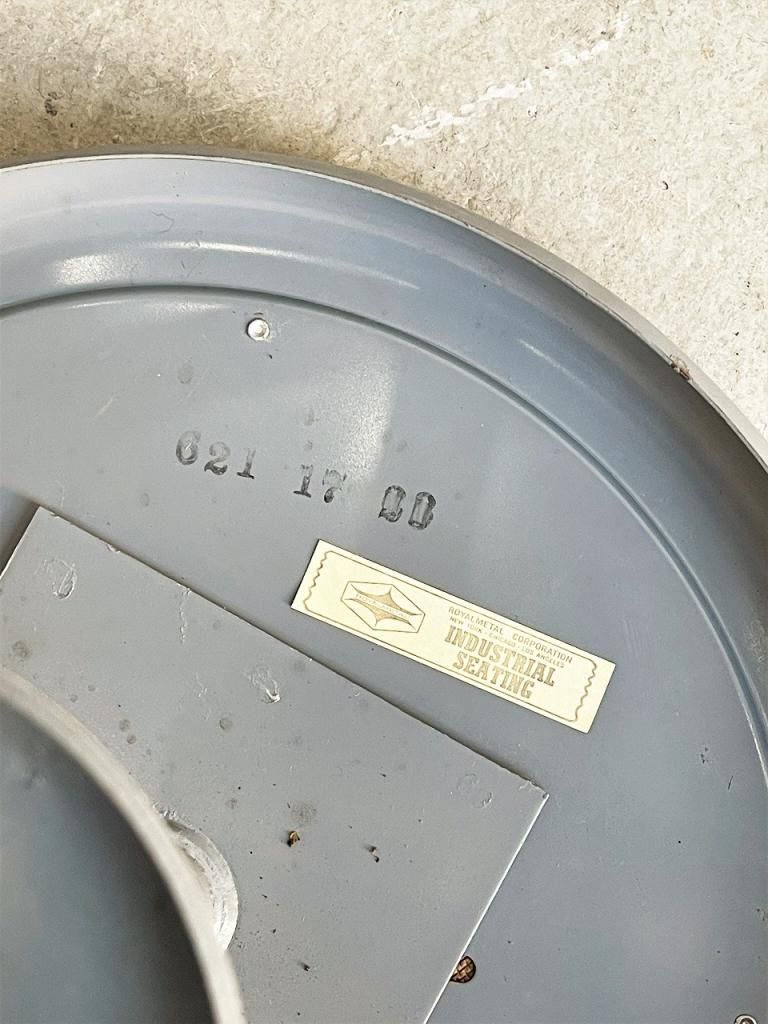 621 17
ROYALMETAL CORPORATION
NEW YORK - CHICAGO - LOS ANGELES
INDUSTRIAL
SEATING